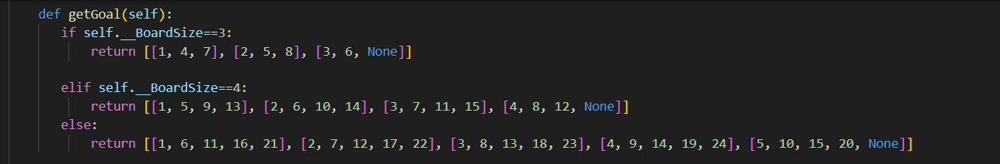 def getGoal(self):
if self.__BoardSize==3:
return [[1, 4, 7], [2, 5, 8], [3, 6, None]]
elif self.__BoardSize==4:
return [[1, 5, 9, 13], [2, 6, 10, 14], [3, 7, 11, 15], [4, 8, 12, None]]
else:
return [[1, 6, 11, 16, 21], [2, 7, 12, 17, 22], [3, 8, 13, 18, 23], [4, 9, 14, 19, 24], [5, 10, 15, 20, None]]